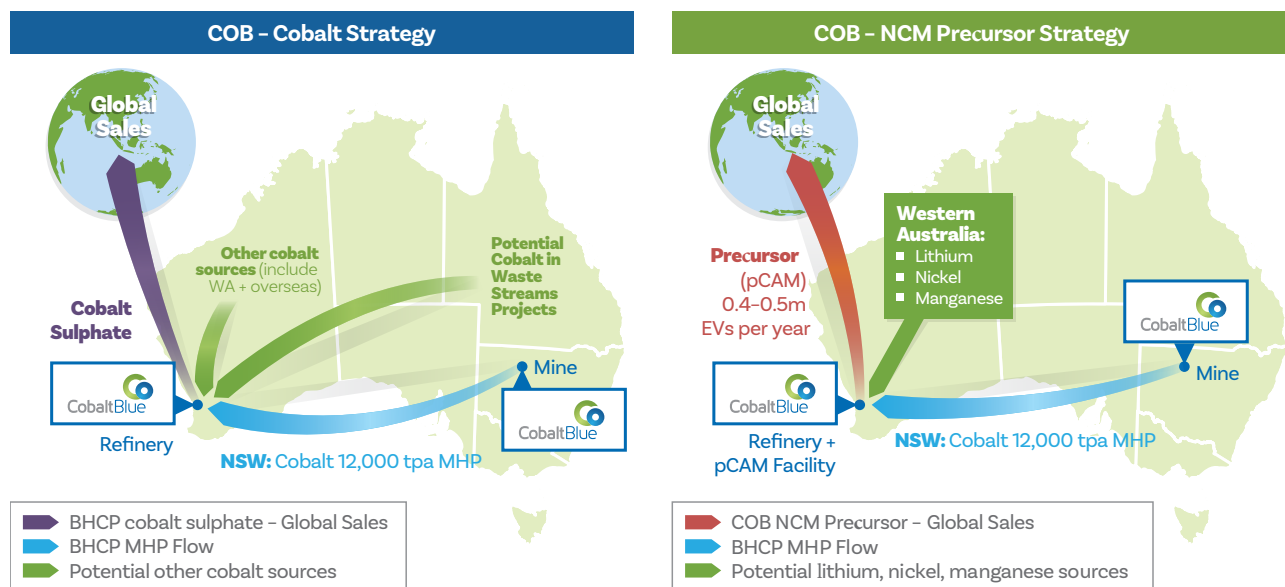 COB – Cobalt Strategy
Global
Sales
Other cobalt
sources (include
WA + overseas)
Potential
Cobalt in
Waste
Streams
Projects
Cobalt
Sulphate
CobaltBlue
Refinery
Mine
CobaltBlue
NSW: Cobalt 12,000 tpa MHP
BHCP cobalt sulphate – Global Sales
BHCP MHP Flow
Potential other cobalt sources
COB – NCM Precursor Strategy
Global
Sales
Western
Australia:
Lithium
Nickel
Manganese
Precursor
(pCAM)
0.4–0.5m
EVs per year
CobaltBlue
Mine
CobaltBlue
Refinery +
pCAM Facility
NSW: Cobalt 12,000 tpa MHP
COB NCM Precursor – Global Sales
BHCP MHP Flow
Potential lithium, nickel, manganese sources